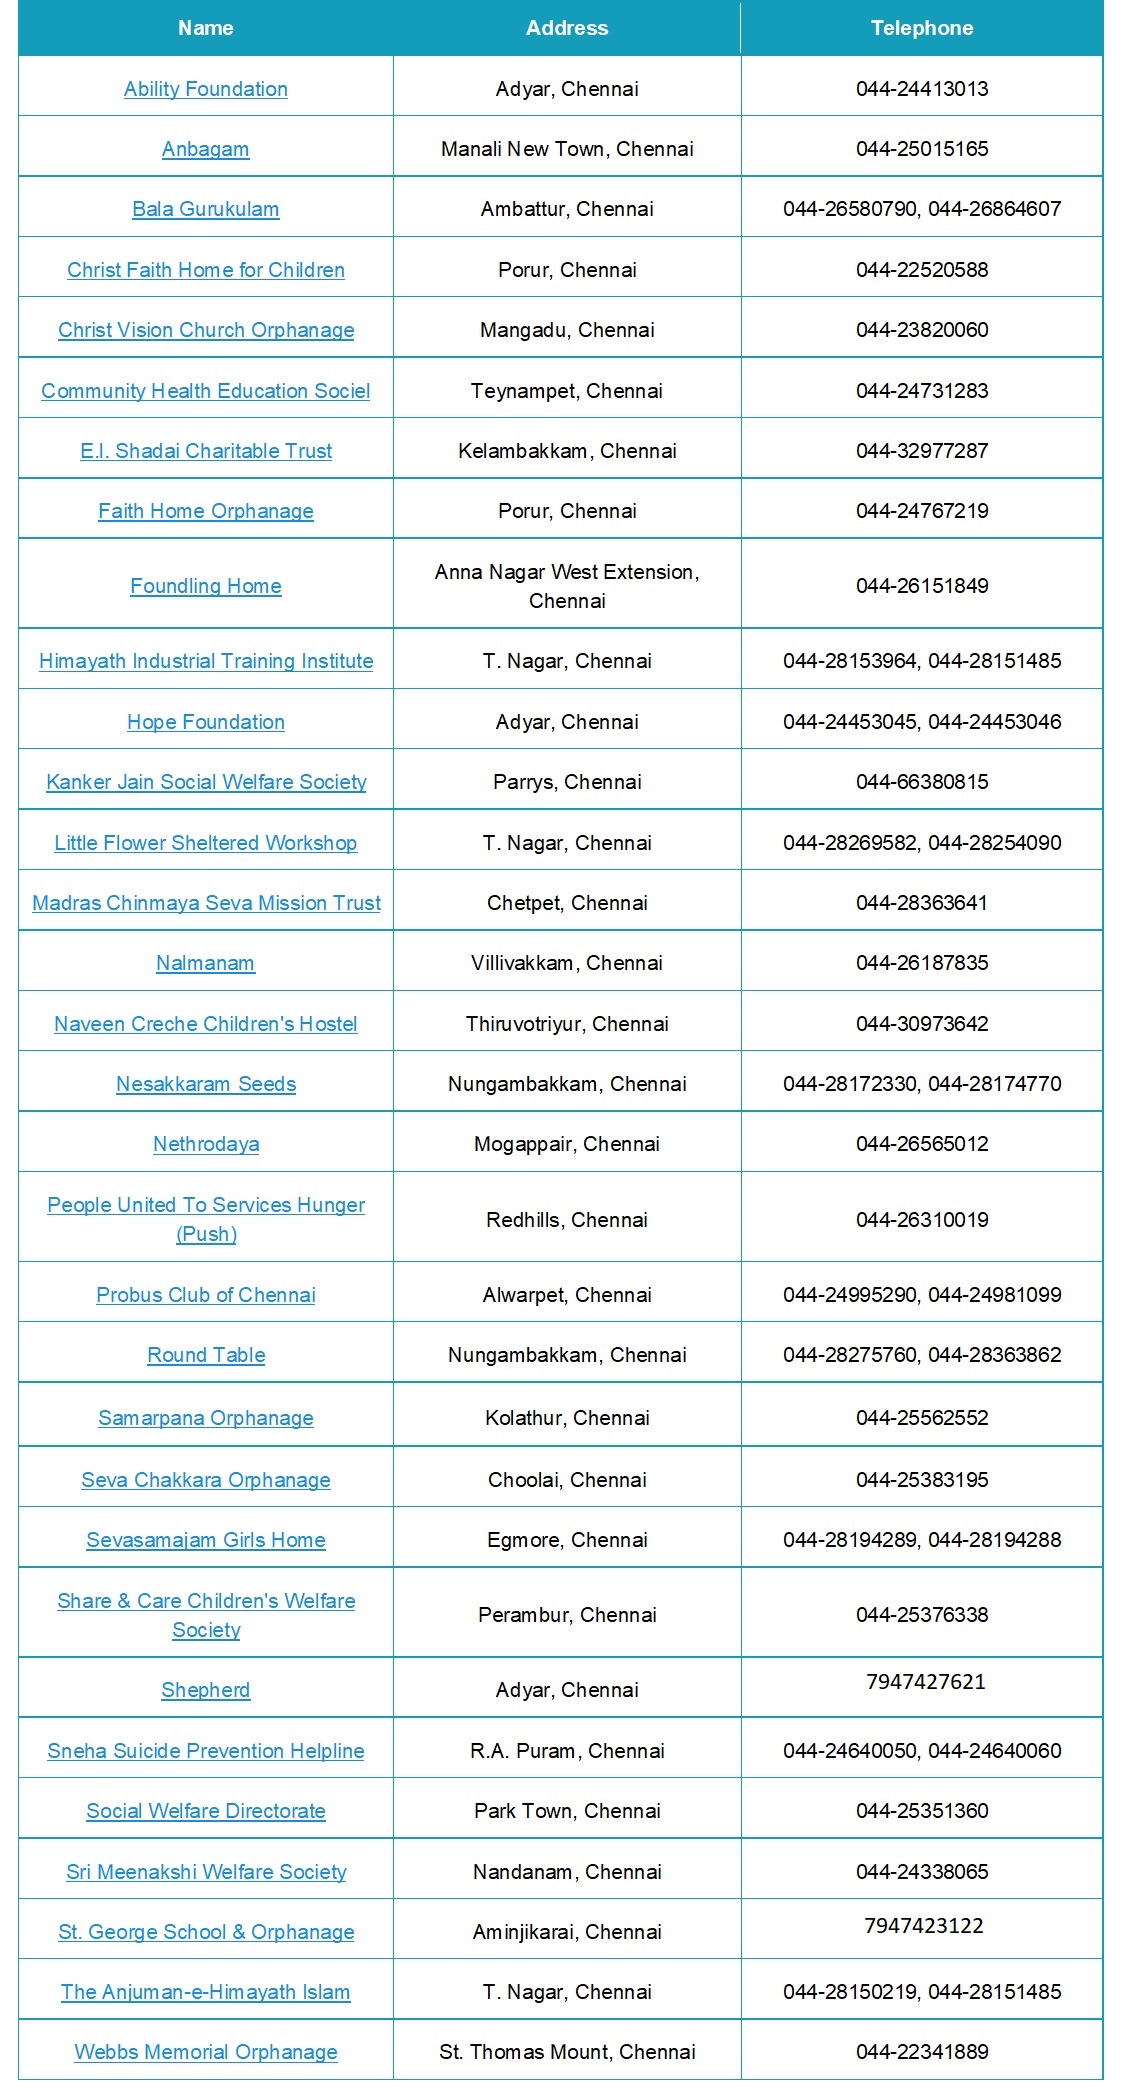 Name Address Telephone
Ability Foundation Adyar, Chennai 044-24413013
Anbagam Manali New Town, Chennai 044-25015165
Bala Gurukulam Ambattur, Chennai 044-26580790, 044-26864607
Christ Faith Home for Children Porur, Chennai 044-22520588
Christ Vision Church Orphanage Mangadu, Chennai 044-23820060
Community Health Education Sociel Teynampet, Chennai 044-24731283
E.I. Shadai Charitable Trust Kelambakkam, Chennai 044-32977287
Faith Home Orphanage Porur, Chennai 044-24767219
Foundling Home Anna Nagar West Extension,
Chennai 044-26151849
Himayath Industrial Training Institute T. Nagar, Chennai 044-28153964, 044-28151485
Hope Foundation Adyar, Chennai 044-24453045, 044-24453046
Kanker Jain Social Welfare Society Parrys, Chennai 044-66380815
Little Flower Sheltered Workshop T. Nagar, Chennai 044-28269582, 044-28254090
Madras Chinmaya Seva Mission Trust Chetpet, Chennai 044-28363641
Nalmanam Villivakkam, Chennai 044-26187835
Naveen Creche Children's Hostel Thiruvotriyur, Chennai 044-30973642
Nesakkaram Seeds Nungambakkam, Chennai 044-28172330, 044-28174770
Nethrodaya Mogappair, Chennai 044-26565012
People United To Services Hunger
(Push) Redhills, Chennai 044-26310019
Probus Club of Chennai Alwarpet, Chennai 044-24995290, 044-24981099
Round Table Nungambakkam, Chennai 044-28275760, 044-28363862
Samarpana Orphanage Kolathur, Chennai 044-25562552
Seva Chakkara Orphanage Choolai, Chennai 044-25383195
Sevasamajam Girls Home Egmore, Chennai 044-28194289, 044-28194288
Share & Care Children's Welfare
Society Perambur, Chennai 044-25376338
Shepherd Adyar, Chennai 7947427621
Sneha Suicide Prevention Helpline R.A. Puram, Chennai 044-24640050, 044-24640060
Social Welfare Directorate Park Town, Chennai 044-25351360
Sri Meenakshi Welfare Society Nandanam, Chennai 044-24338065
St. George School & Orphanage Aminjikarai, Chennai 7947423122
The Anjuman-e-Himayath Islam T. Nagar, Chennai 044-28150219, 044-28151485
Webbs Memorial Orphanage St. Thomas Mount, Chennai 044-22341889